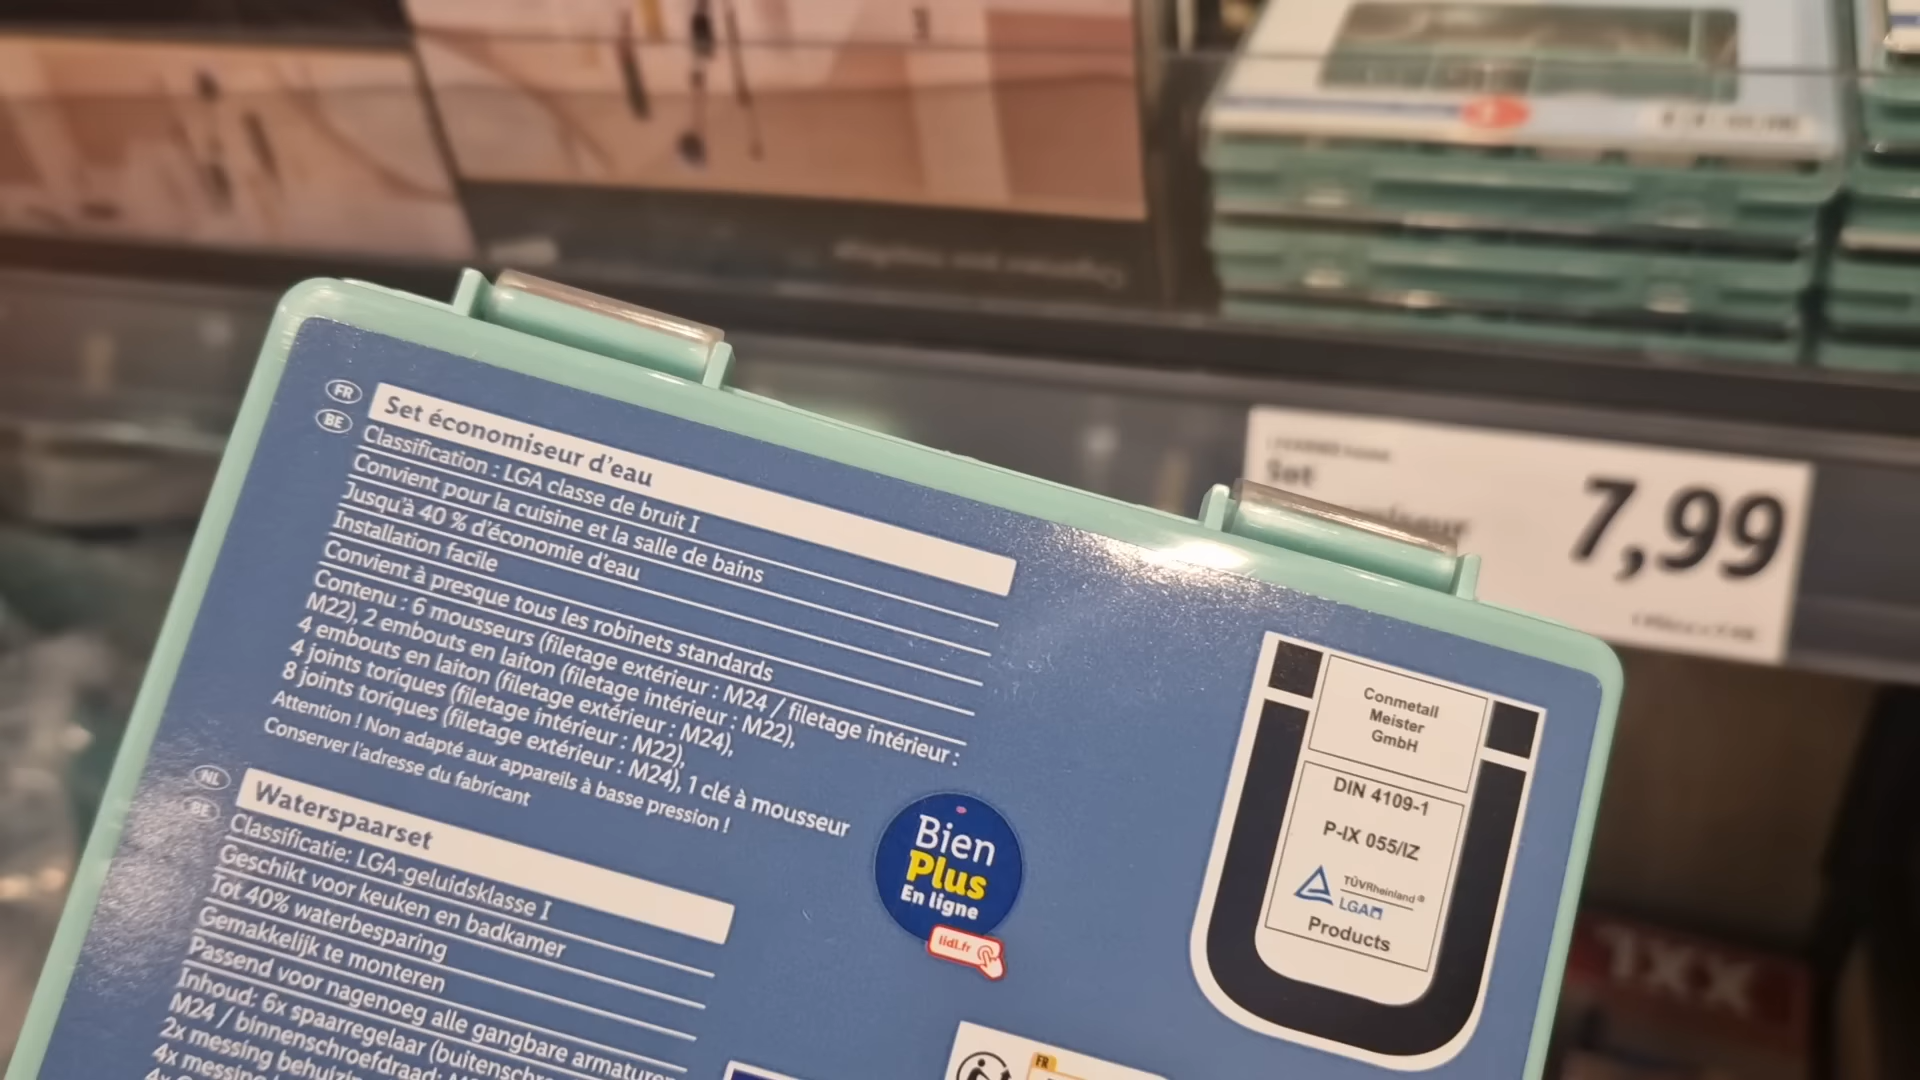 Set
7,99
FR
BE
Set économiseur d'eau
Classification : LGA classe de bruit I
Convient pour la cuisine et la salle de bains
Jusqu'à 40 % d'économie d'eau
Installation facile
Convient à presque tous les robinets standards
Contenu : 6 mousseurs (filetage extérieur : M24 / filetage intérieur :
M22), 2 embouts en laiton (filetage intérieur : M22),
4 embouts en laiton (filetage extérieur : M24),
4 joints toriques (filetage intérieur : M22),
8 joints toriques (filetage extérieur : M24), 1 clé à mousseur
Attention ! Non adapté aux appareils à basse pression !
Conserver l'adresse du fabricant
NL
BE
Waterspaarset
Classificatie: LGA-geluidsklasse I
Geschikt voor keuken en badkamer
Tot 40% waterbesparing
Gemakkelijk te monteren
Passend voor nagenoeg alle gangbare armaturen
Inhoud: 6x spaarregelaar (buitenschr
M24 / binnenschroefdraad: M
2x messing behuizin
4x messing
Bien
Plus
En ligne
lidl.fr
Conmetall
Meister
GmbH
DIN 4109-1
P-IX 055/IZ
TÜVRheinland®
LGA
Products
FR